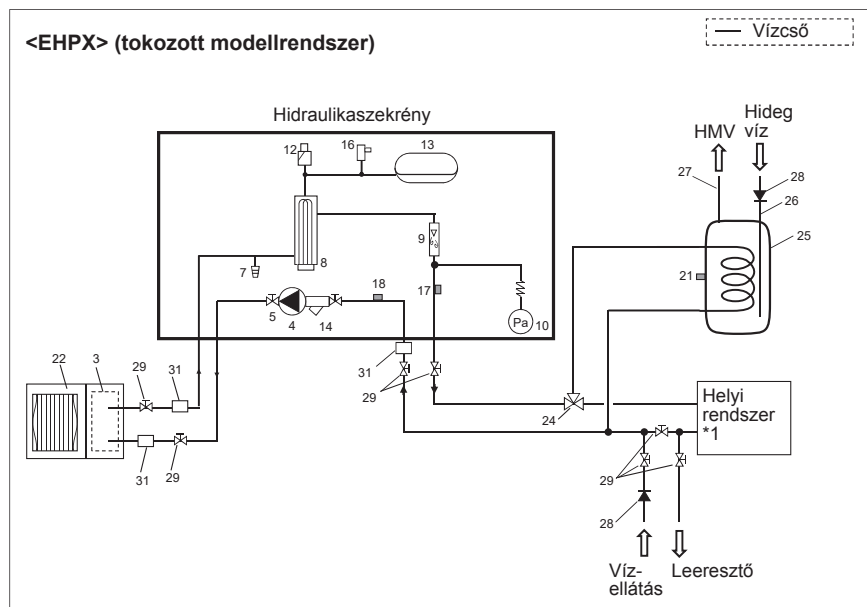 <EHPX> (tokozott modellrendszer)
Vízcső
Hidraulikaszekrény
HMV
Hideg
víz
12
16
13
27
28
26
25
9
7
8
21
18
17
5
4
14
Pa
10
22
3
29
31
31
29
24
Helyi
rendszer
*1
31
29
29
28
Víz-
ellátás
Leeresztő